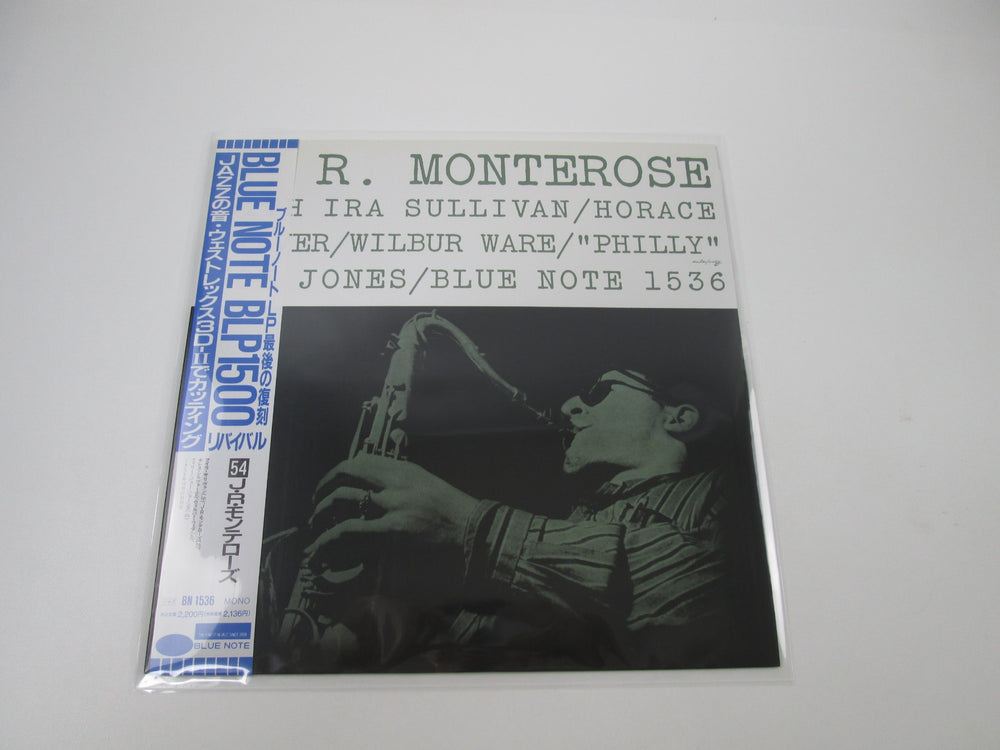 R. MONTEROSE
H IRA SULLIVAN/HORACE
ER/WILBUR WARE/"PHILLY"
JONES/BLUE NOTE 1536
BLUE NOTE BLP1500
リバイバル
ブルーノートLP最後の復刻
JAZZの音・ウェストレックス3D-IIでカッティング
54 J・R・モンテローズ
BN 1536 MONO
2,200円 2,136円)
BLUE NOTE